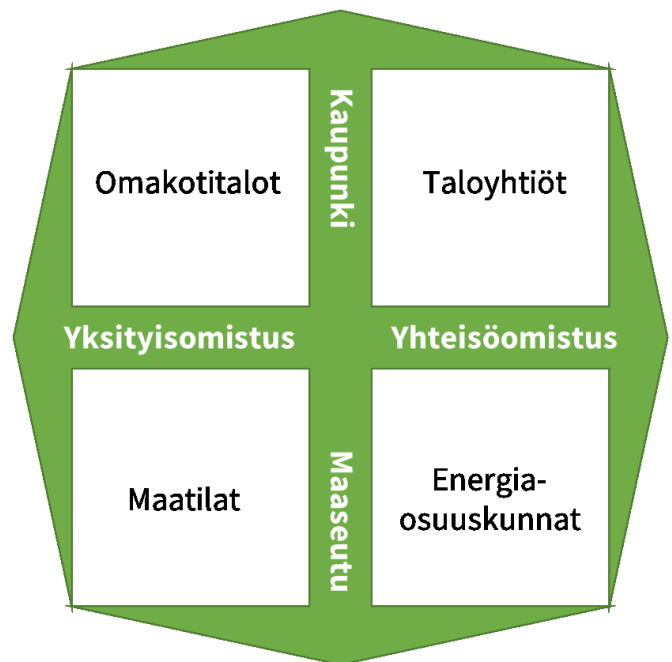 Kaupunki
Omakotitalot
Taloyhtiöt
Yksityisomistus
Yhteisöomistus
Maatilat
Maaseutu
Energia-
osuuskunnat